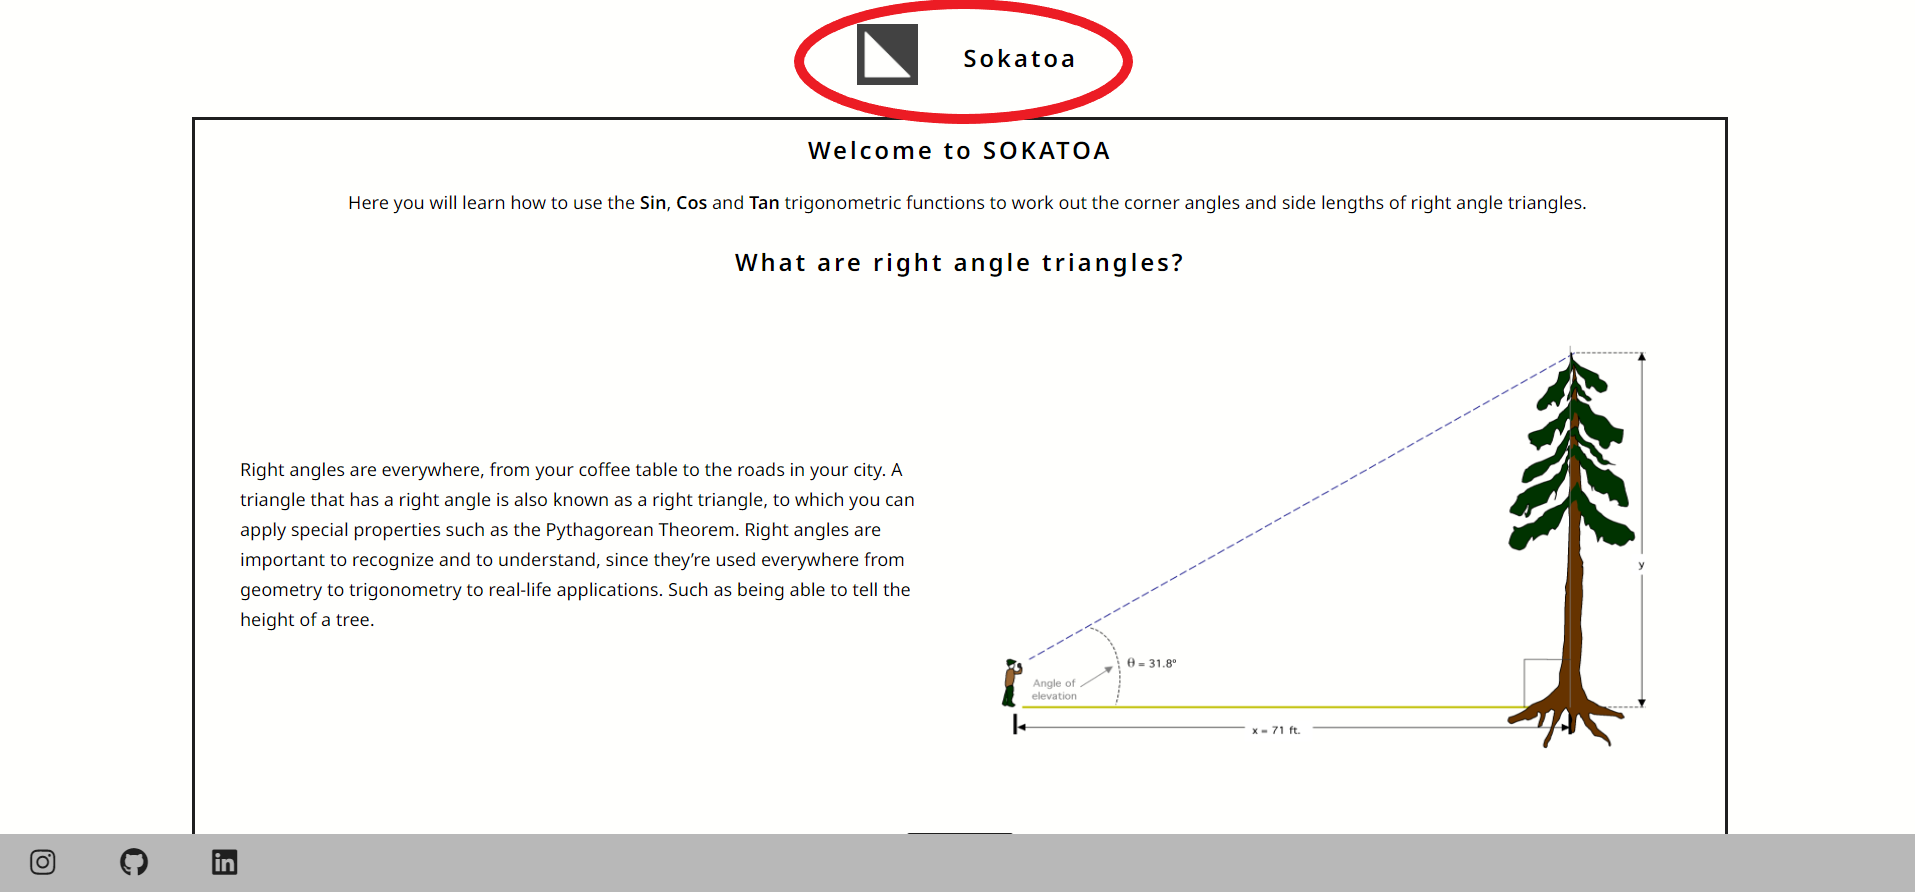 Sokatoa
Welcome to SOKATOA
Here you will learn how to use the Sin, Cos and Tan trigonometric functions to work out the corner angles and side lengths of right angle triangles.
What are right angle triangles?
Right angles are everywhere, from your coffee table to the roads in your city. A
triangle that has a right angle is also known as a right triangle, to which you can
apply special properties such as the Pythagorean Theorem. Right angles are
important to recognize and to understand, since they’re used everywhere from
geometry to trigonometry to real-life applications. Such as being able to tell the
height of a tree.
y
θ = 31.8º
Angle of
elevation
x = 71 ft.
in